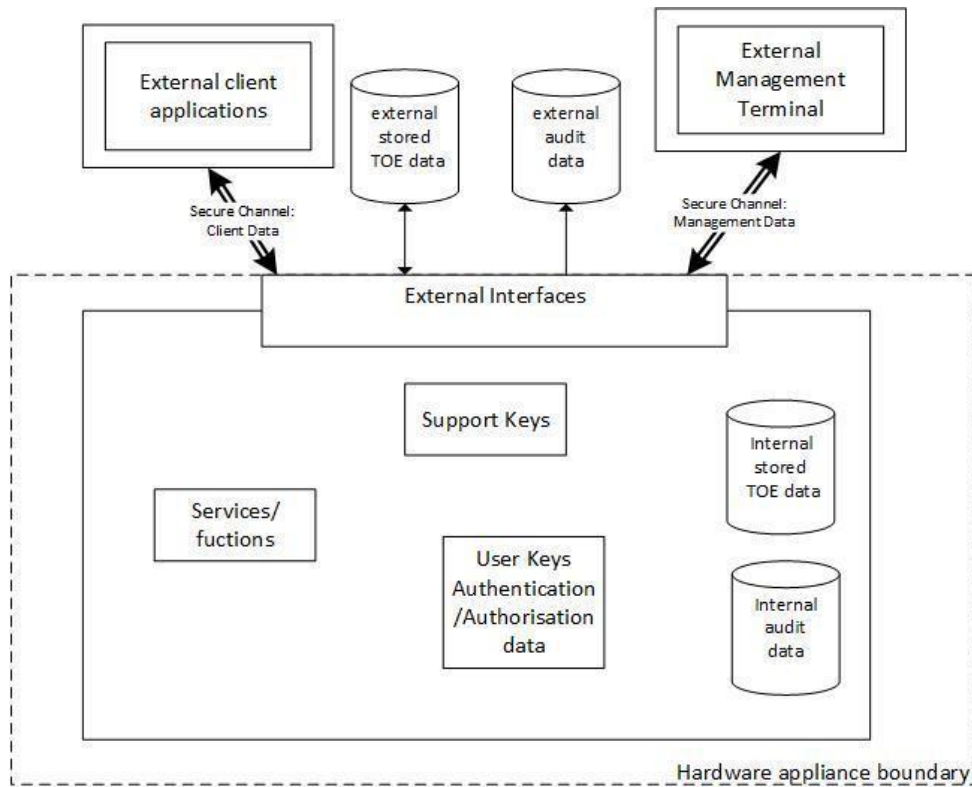 External client
applications
external
stored
TOE data
external
audit
data
External
Management
Terminal
Secure Channel:
Client Data
Secure Channel:
Management Data
External Interfaces
Support Keys
Internal
stored
TOE data
Services/
fuctions
User Keys
Authentication
/Authorisation
data
Internal
audit
data
Hardware appliance boundary